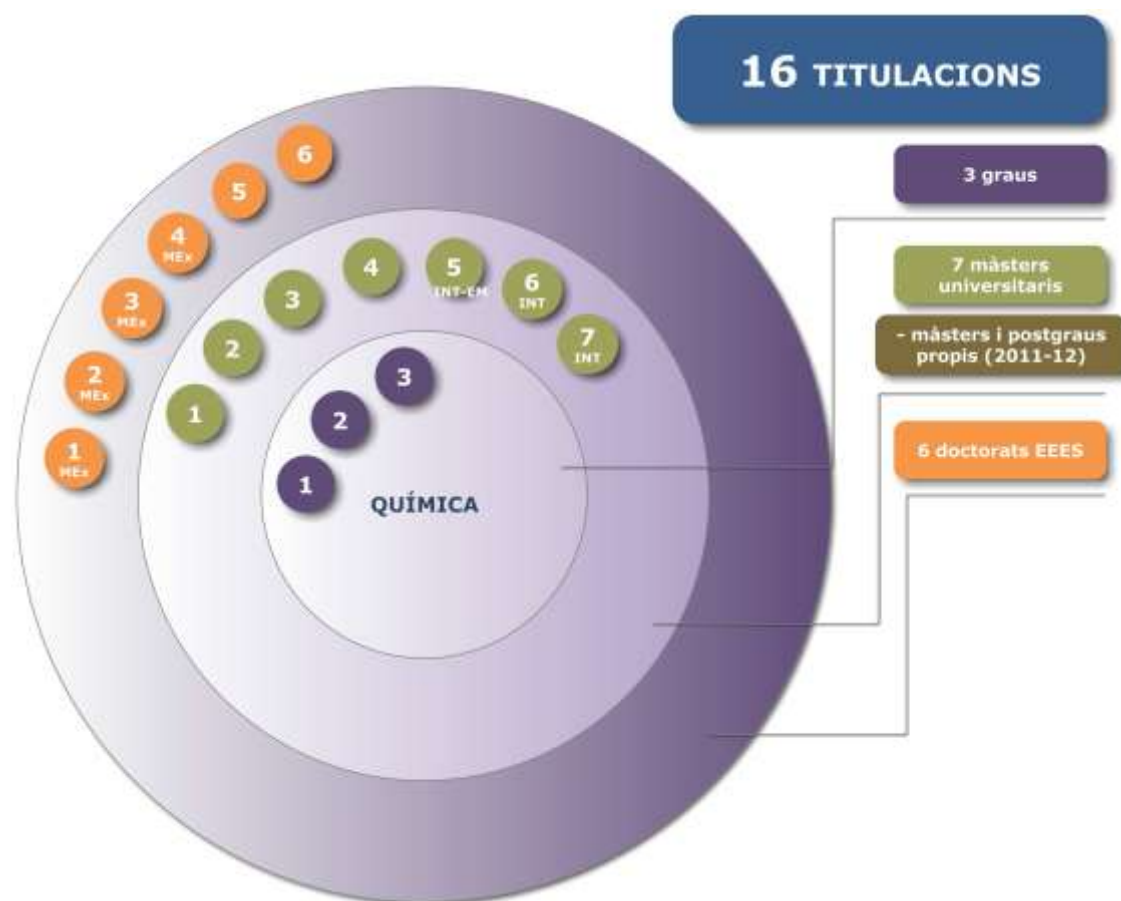 16 TITULACIONS
3 graus
7 màsters
universitaris
– màsters i postgraus
propis (2011-12)
6 doctorats EEES
6
5
4
MEx
3
MEx
2
MEx
1
MEx
1
2
3
4
5
INT-EM
6
INT
7
INT
3
2
1
QUÍMICA